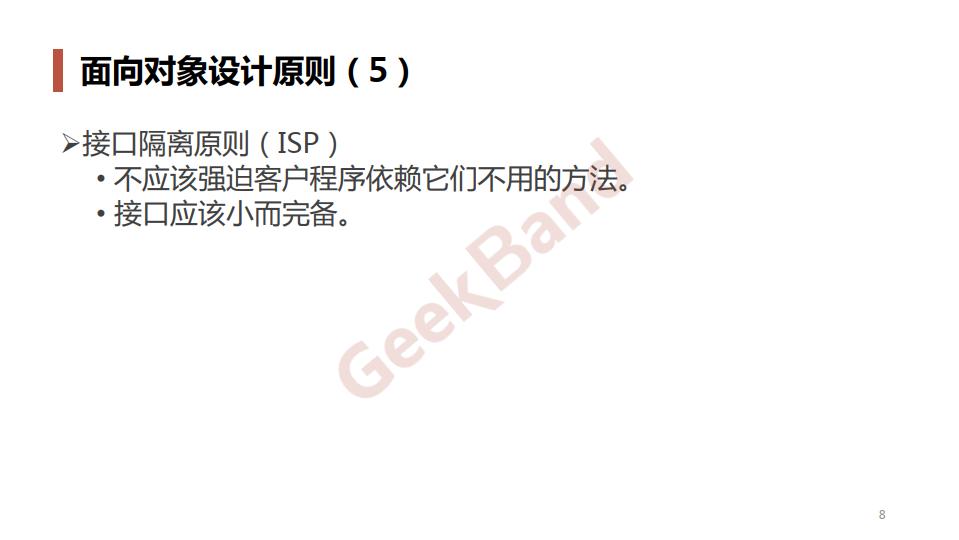 面向对象设计原则（5）
➢接口隔离原则（ISP）
• 不应该强迫客户程序依赖它们不用的方法。
• 接口应该小而完备。
GeekBand
8